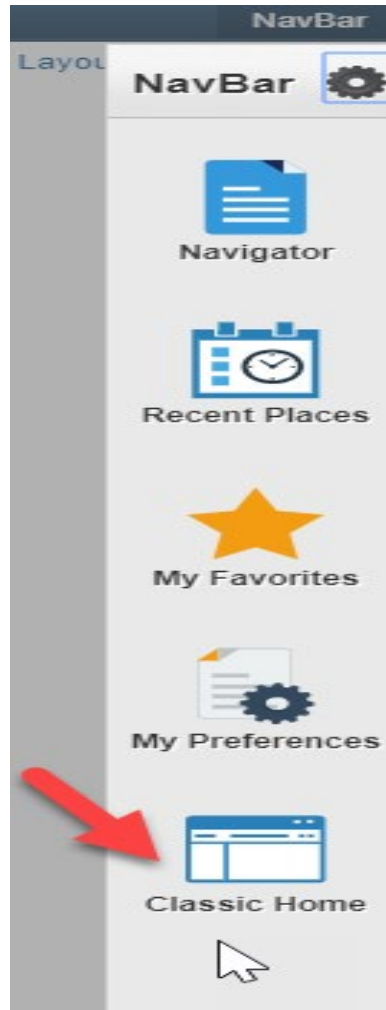 NavBar
Layou
NavBar
Navigator
Recent Places
My Favorites
My Preferences
Classic Home